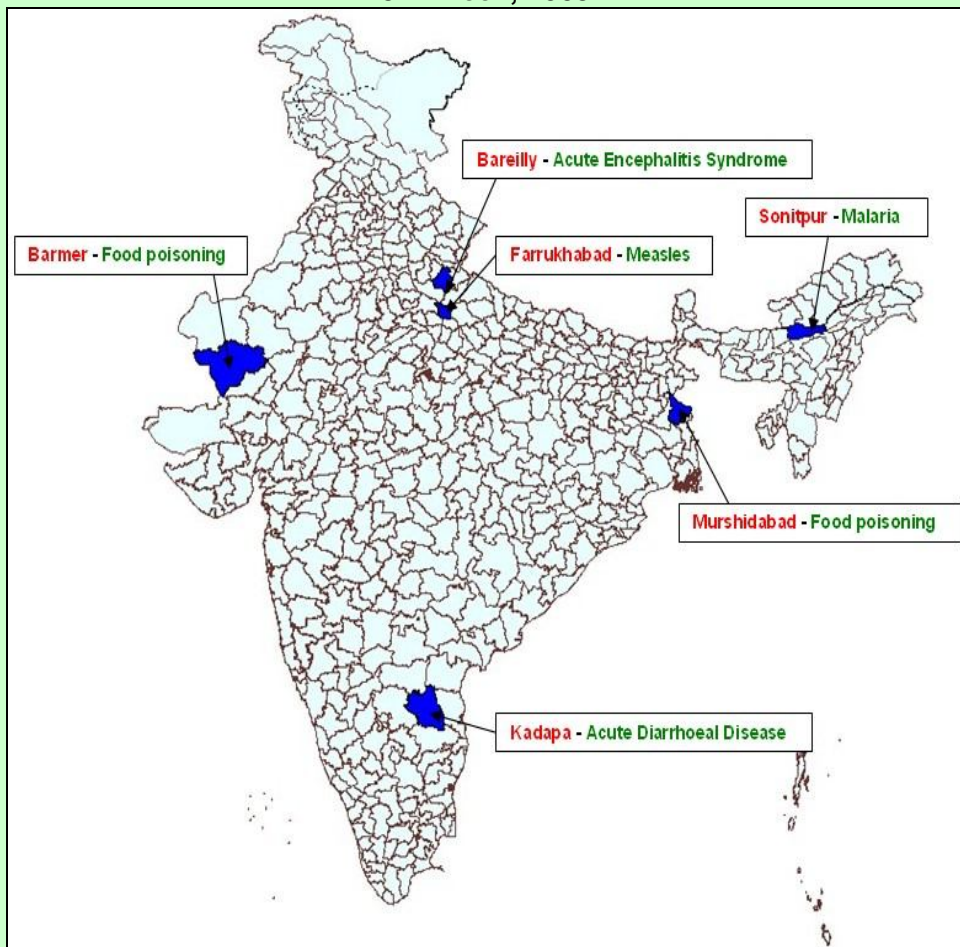 Bareilly - Acute Encephalitis Syndrome
Sonitpur - Malaria
Barmer - Food poisoning
Farrukhabad - Measles
Murshidabad - Food poisoning
Kadapa - Acute Diarrhoeal Disease